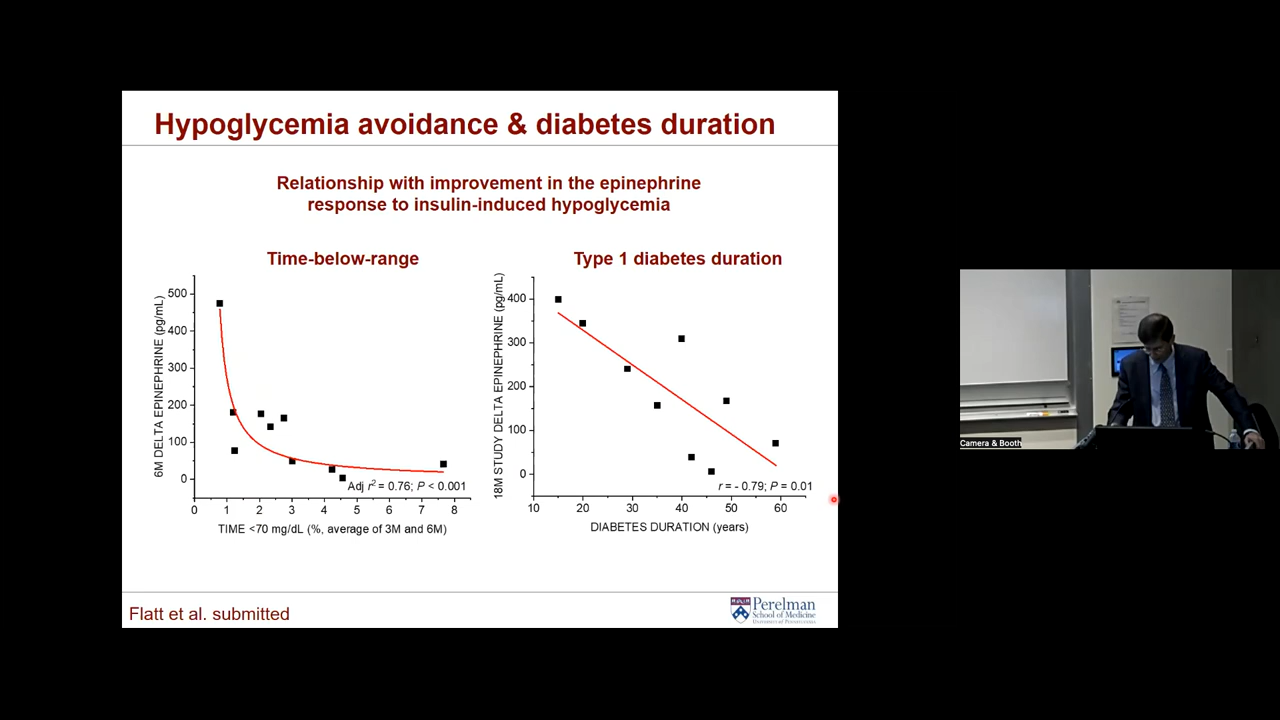 Hypoglycemia avoidance & diabetes duration
Relationship with improvement in the epinephrine
response to insulin-induced hypoglycemia
Time-below-range
6M DELTA EPINEPHRINE (pg/mL)
500
400
300
200
100
0
Adj r² = 0.76; P < 0.001
0 1 2 3 4 5 6 7 8
TIME <70 mg/dL (%, average of 3M and 6M)
Type 1 diabetes duration
18M STUDY DELTA EPINEPHRINE (pg/mL)
400
300
200
100
0
r = - 0.79; P = 0.01
10 20 30 40 50 60
DIABETES DURATION (years)
Flatt et al. submitted
Perelman
School of Medicine
UNIVERSITY of PENNSYLVANIA
Camera & Booth